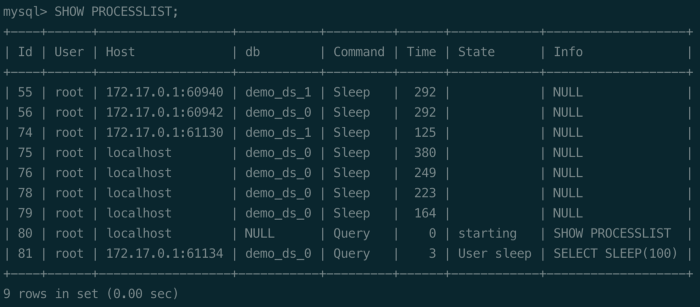 mysql> SHOW PROCESSLIST;
+----+------+------------------+-----------+---------+------+------------+-------------------+
| Id | User | Host             | db        | Command | Time | State      | Info              |
+----+------+------------------+-----------+---------+------+------------+-------------------+
| 55 | root | 172.17.0.1:60940 | demo_ds_1 | Sleep   |  292 |            | NULL              |
| 56 | root | 172.17.0.1:60942 | demo_ds_0 | Sleep   |  292 |            | NULL              |
| 74 | root | 172.17.0.1:61130 | demo_ds_1 | Sleep   |  125 |            | NULL              |
| 75 | root | localhost        | demo_ds_0 | Sleep   |  380 |            | NULL              |
| 76 | root | localhost        | demo_ds_0 | Sleep   |  249 |            | NULL              |
| 78 | root | localhost        | demo_ds_0 | Sleep   |  223 |            | NULL              |
| 79 | root | localhost        | demo_ds_0 | Sleep   |  164 |            | NULL              |
| 80 | root | localhost        | NULL      | Query   |    0 | starting   | SHOW PROCESSLIST  |
| 81 | root | 172.17.0.1:61134 | demo_ds_0 | Query   |    3 | User sleep | SELECT SLEEP(100) |
+----+------+------------------+-----------+---------+------+------------+-------------------+
9 rows in set (0.00 sec)